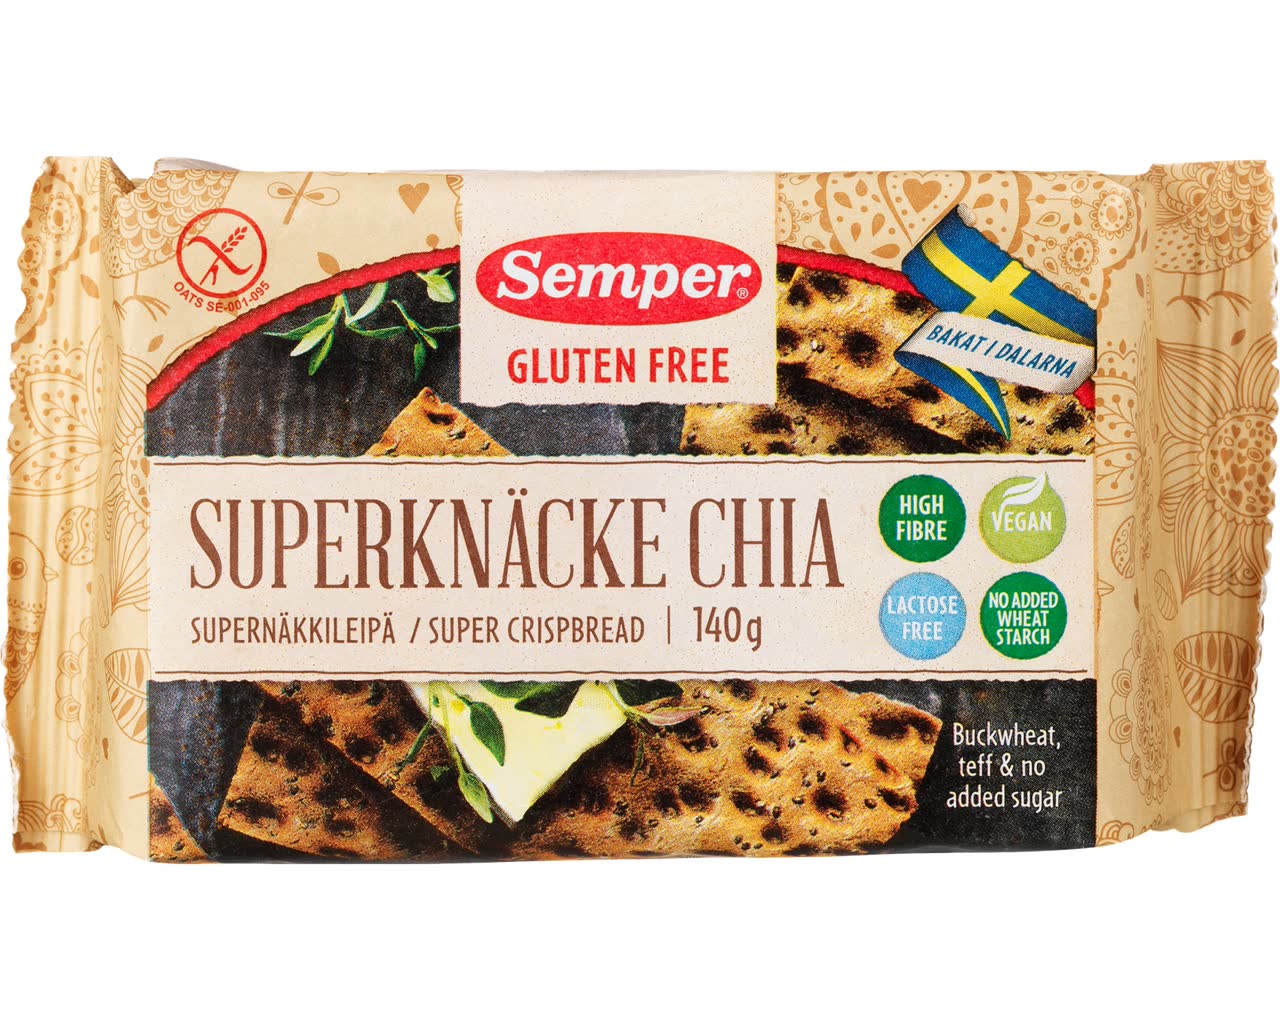 Semper®
GLUTEN FREE
OATS SE-001-095
BAKAT I DALARNA
SUPERKNÄCKE CHIA
SUPERNÄKKILEIPÄ / SUPER CRISPBREAD | 140g
HIGH
FIBRE
VEGAN
LACTOSE
FREE
NO ADDED
WHEAT
STARCH
Buckwheat,
teff & no
added sugar